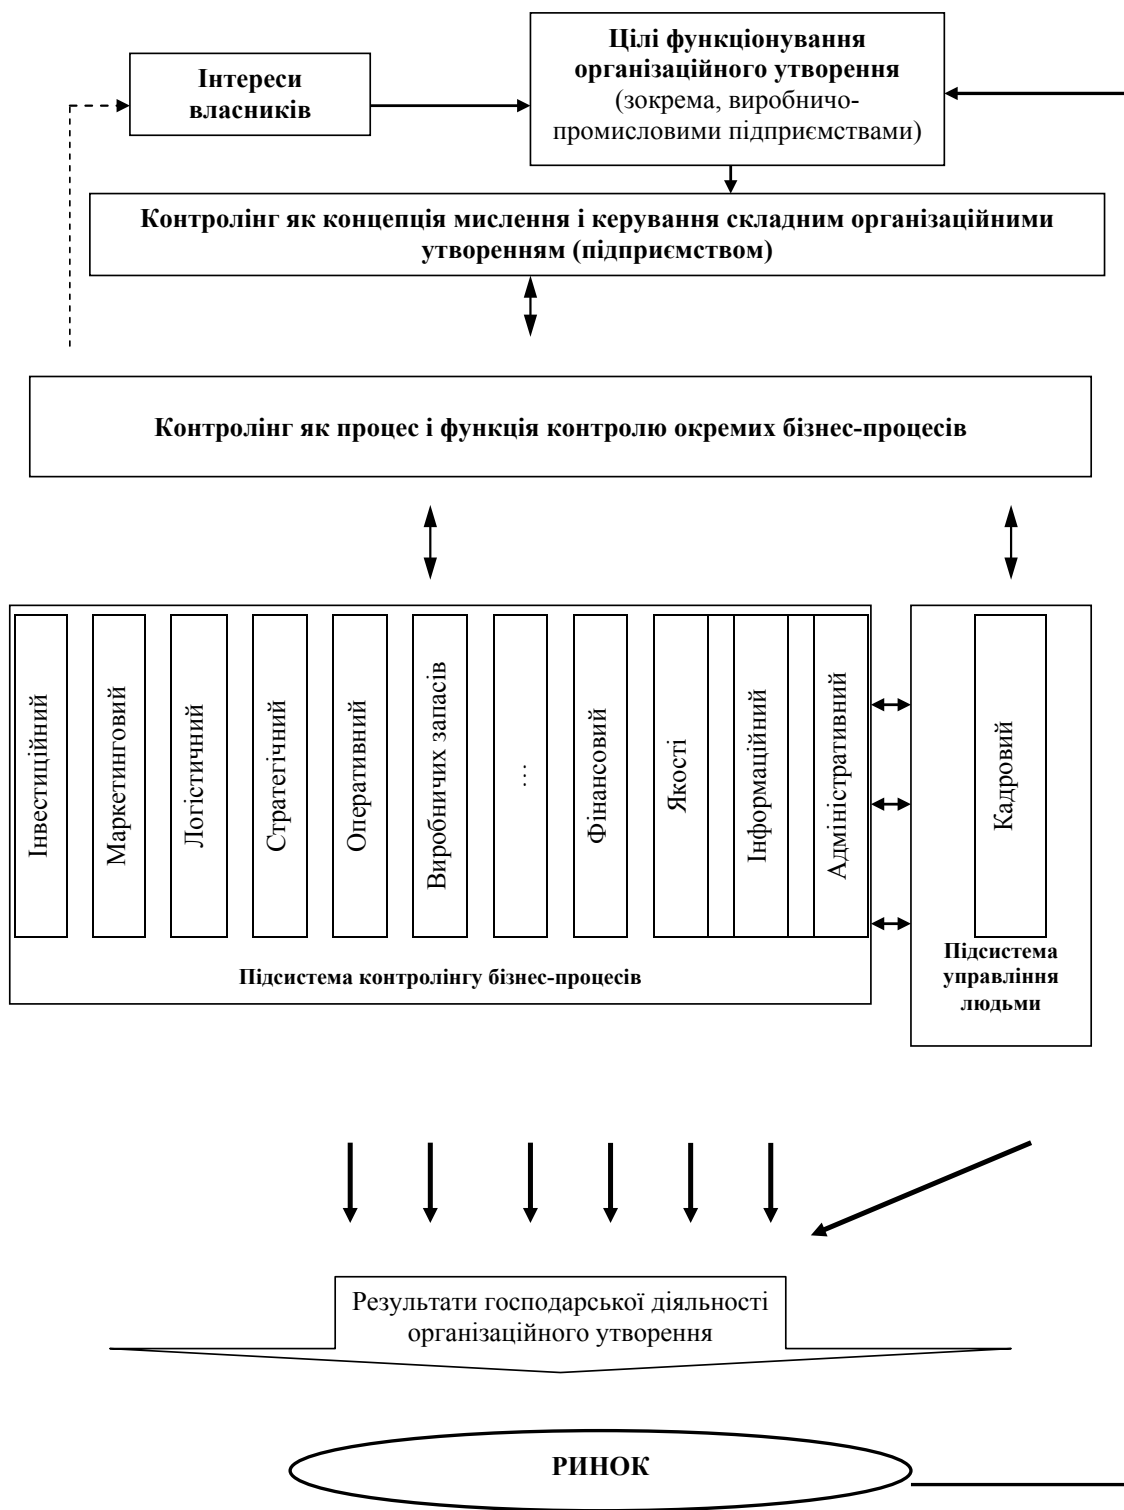 Інтереси
власників
Цілі функціонування
організаційного утворення
(зокрема, виробничо-
промисловими підприємствами)
Контролінг як концепція мислення і керування складним організаційними
утворенням (підприємством)
Контролінг як процес і функція контролю окремих бізнес-процесів
Інвестиційний
Маркетинговий
Логістичний
Стратегічний
Оперативний
Виробничих запасів
…
Фінансовий
Якості
Інформаційний
Адміністративний
Підсистема контролінгу бізнес-процесів
Кадровий
Підсистема
управління
людьми
Результати господарської діяльності
організаційного утворення
РИНОК